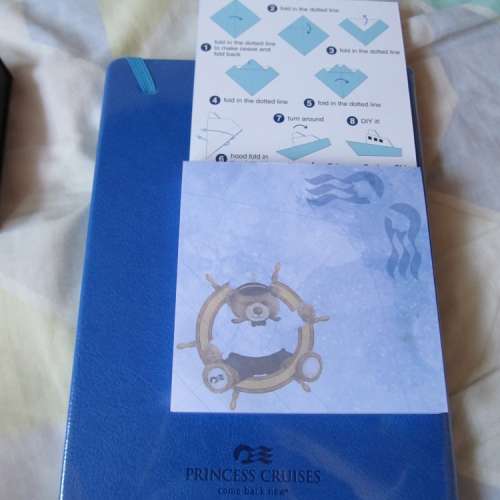 2 fold in the dotted line
1 fold in the dotted line
to make cease and
fold back
3 fold in the dotted line
4 fold in the dotted line
5 fold in the dotted line
7 turn around
8 DIY it!
6 hood fold in
PRINCESS CRUISES
come back new®